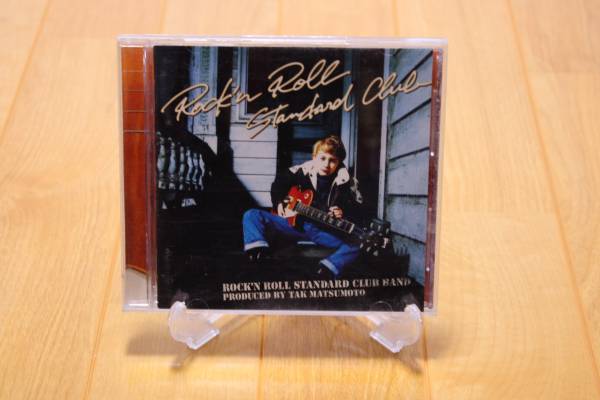 Rock'n Roll
Standard Club
ROCK'N ROLL STANDARD CLUB BAND
PRODUCED BY TAK MATSUMOTO